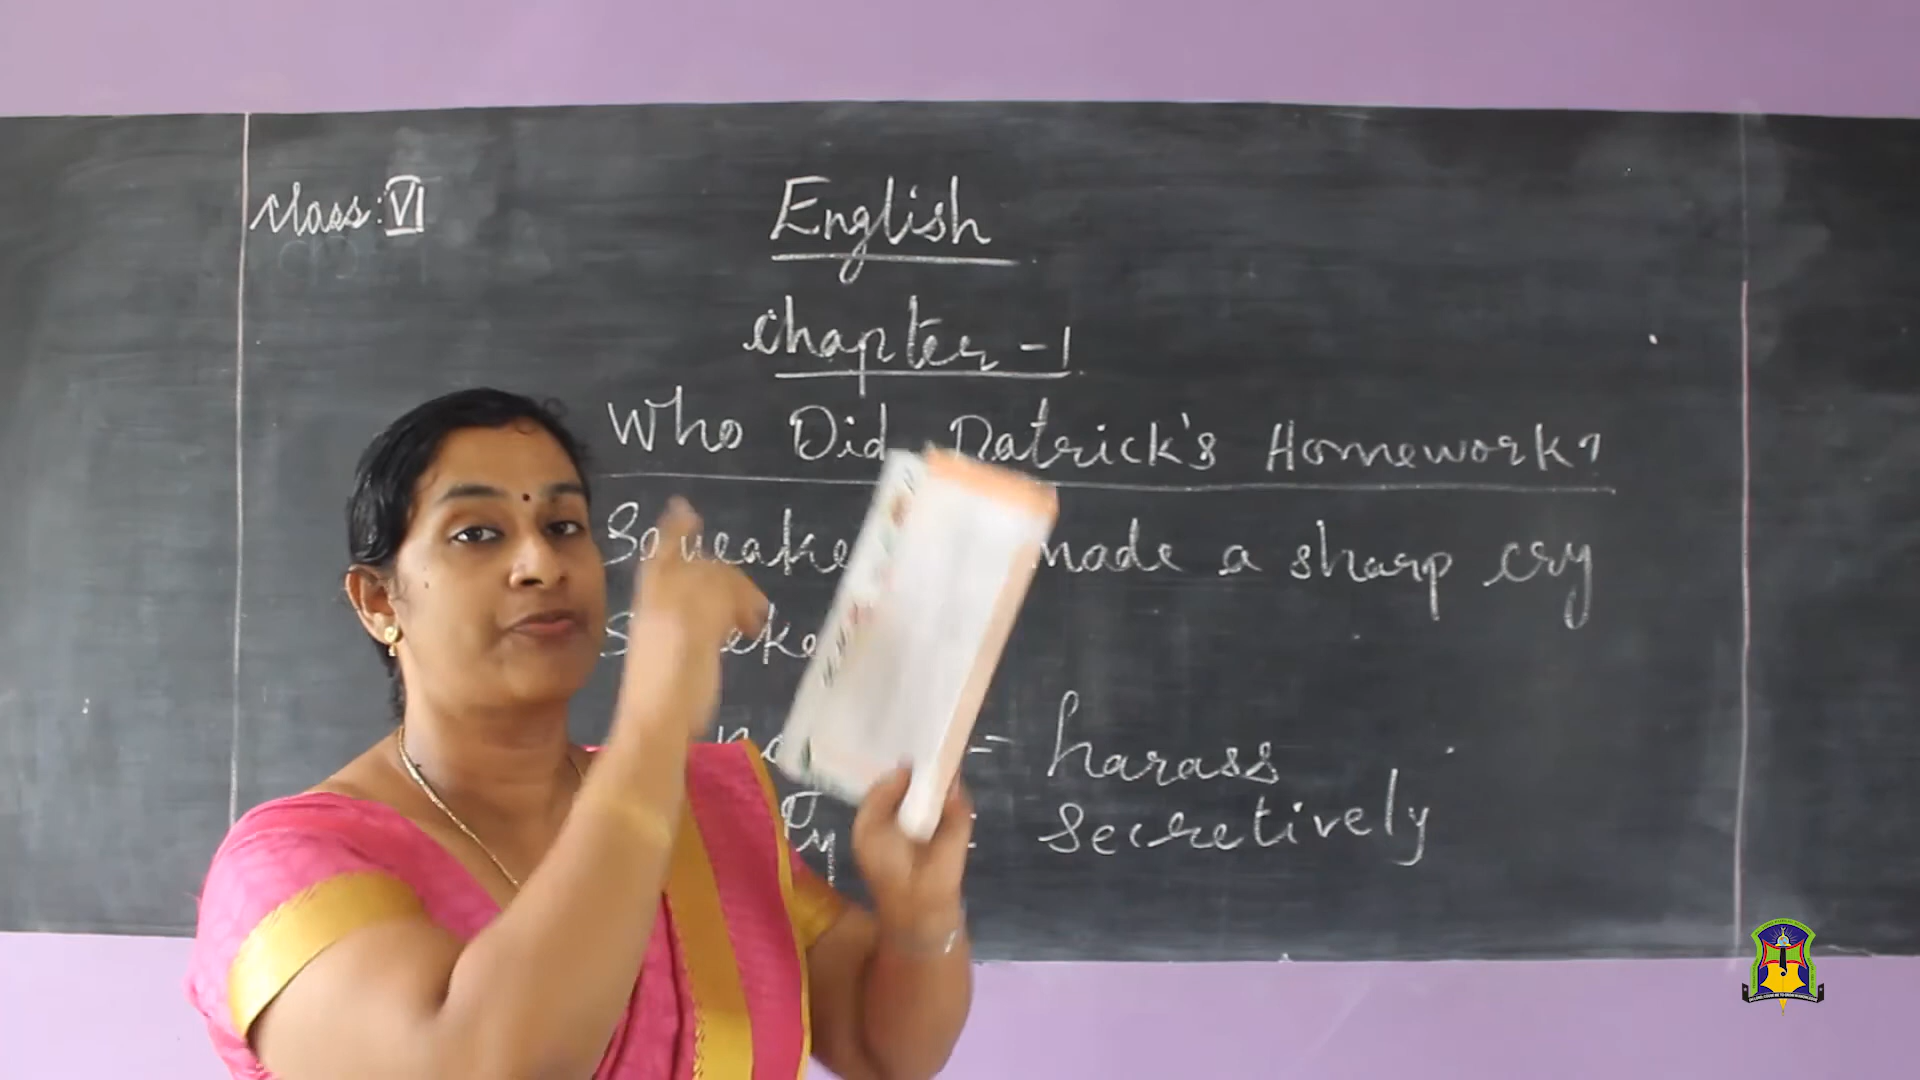 Class: VI
English
Chapter - 1
Who Did Patrick's Homework?
made a sharp cry
= harass
= secretively